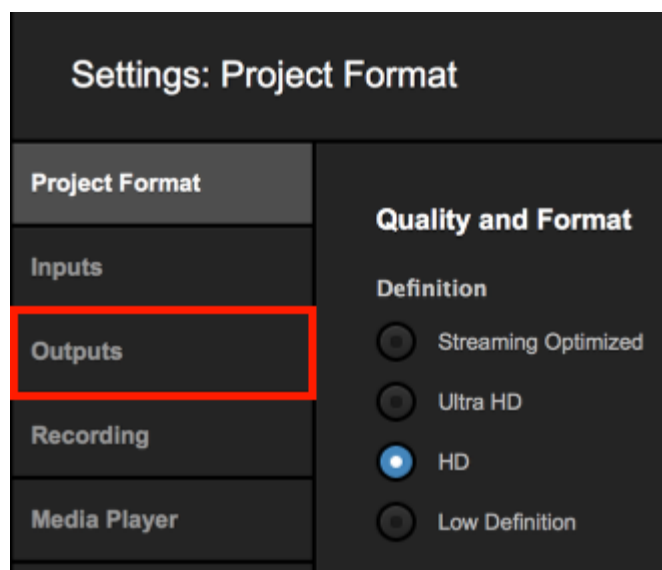 Settings: Project Format
Project Format
Inputs
Outputs
Recording
Media Player
Quality and Format
Definition
Streaming Optimized
Ultra HD
HD
Low Definition